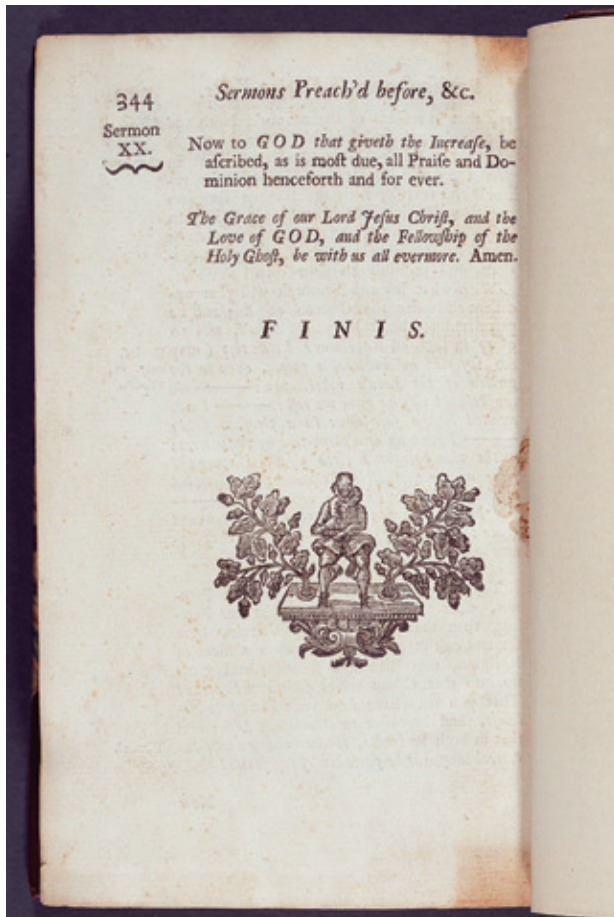 344
Sermons Preach'd before, &c.
Sermon
XX.
Now to GOD that giveth the Increaſe, be
aſcribed, as is moſt due, all Praiſe and Do-
minion henceforth and for ever.
The Grace of our Lord Jeſus Chriſt, and the
Love of GOD, and the Fellowſhip of the
Holy Ghoſt, be with us all evermore. Amen.
FINIS.